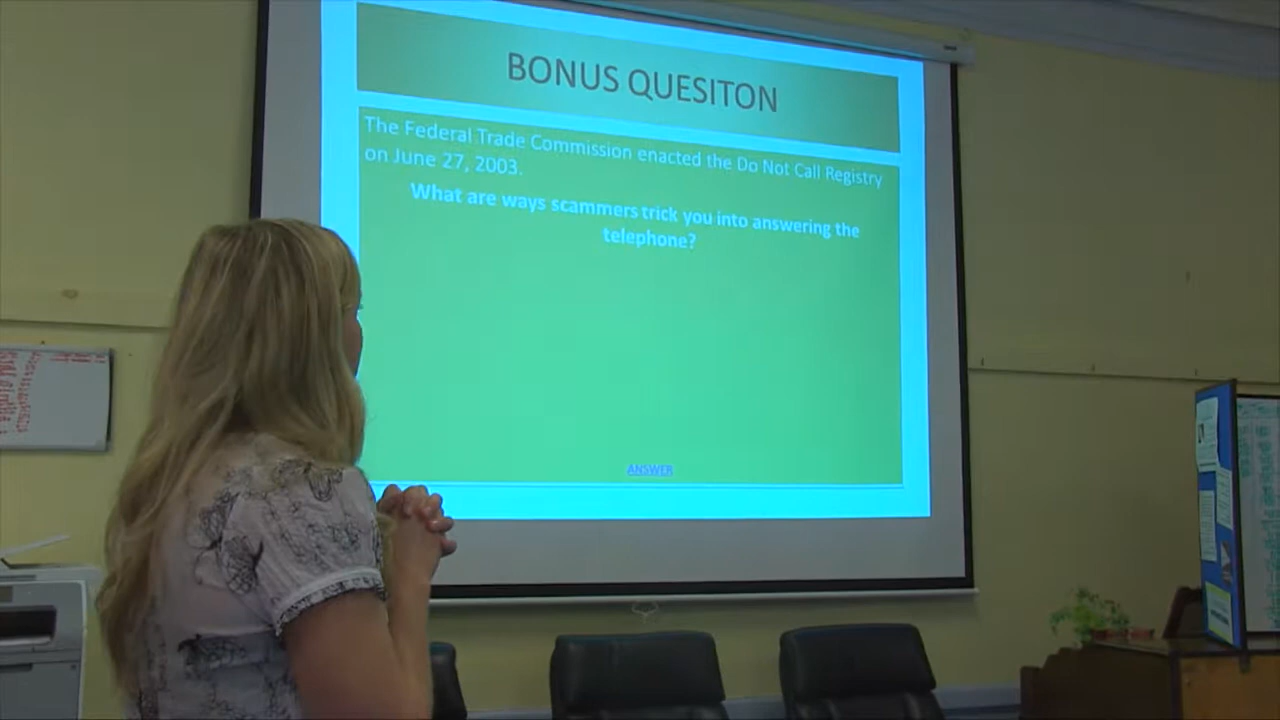 BONUS QUESITON
The Federal Trade Commission enacted the Do Not Call Registry
on June 27, 2003.
What are ways scammers trick you into answering the
telephone?
ANSWER